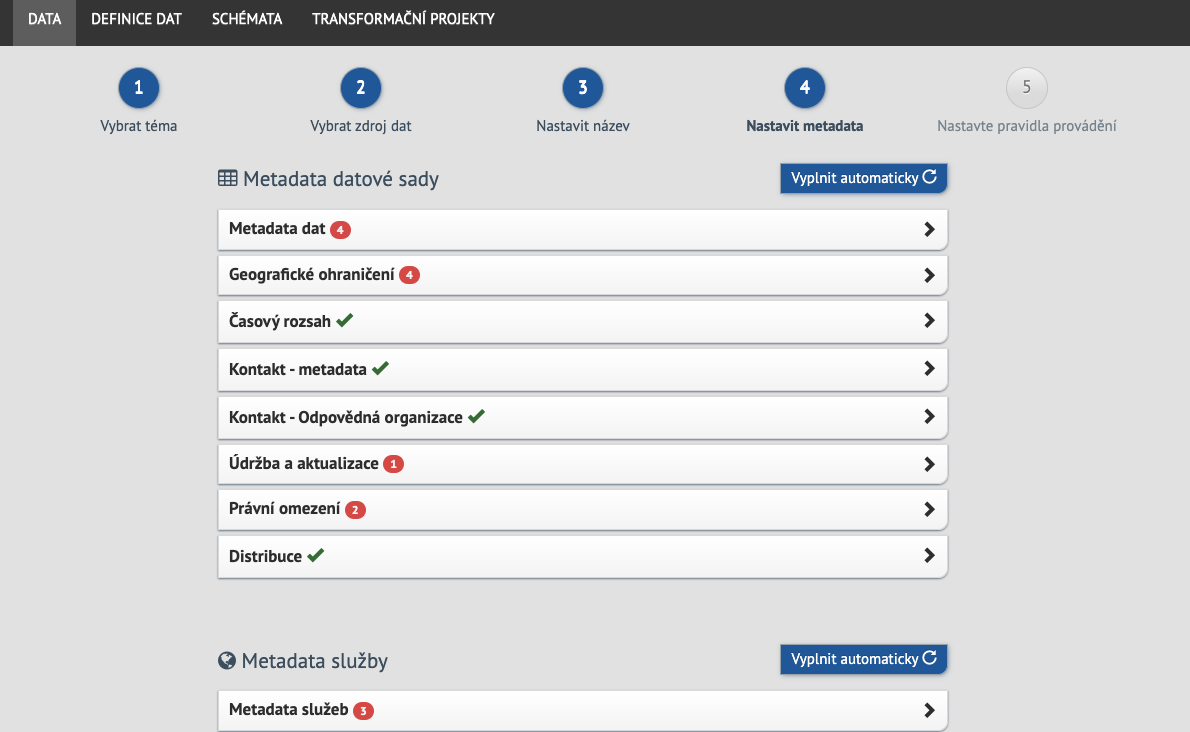 DATA DEFINICE DAT SCHÉMATA TRANSFORMAČNÍ PROJEKTY
1 2 3 4 5
Vybrat téma Vybrat zdroj dat Nastavit název Nastavit metadata Nastavte pravidla provádění
Metadata datové sady Vyplnit automaticky
Metadata dat 4
Geografické ohraničení 4
Časový rozsah
Kontakt - metadata
Kontakt - Odpovědná organizace
Údržba a aktualizace 1
Právní omezení 2
Distribuce
Metadata služby Vyplnit automaticky
Metadata služeb 3